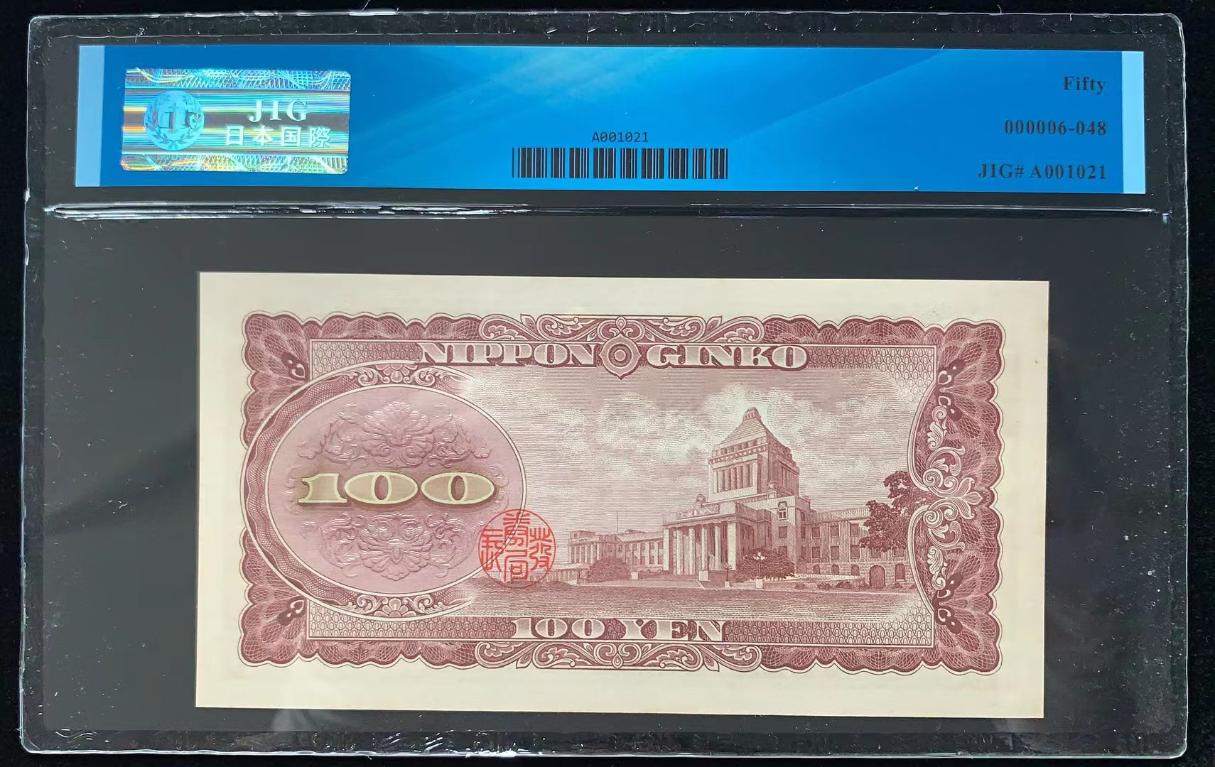 JIG
日本国際
A001021
Fifty
000006-048
JIG# A001021
NIPPON GINKO
100
100 YEN